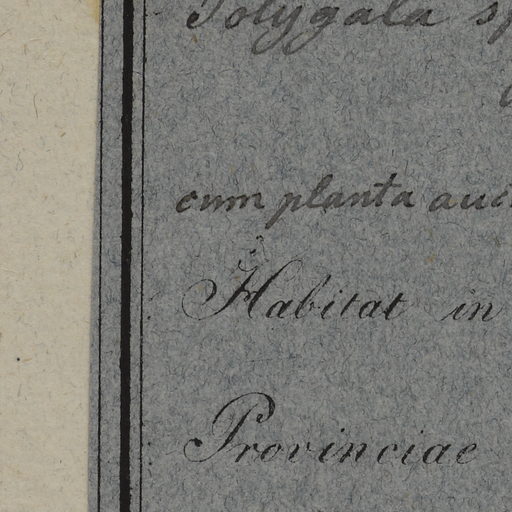 Polygala
cum planta
Habitat in
Provinciae